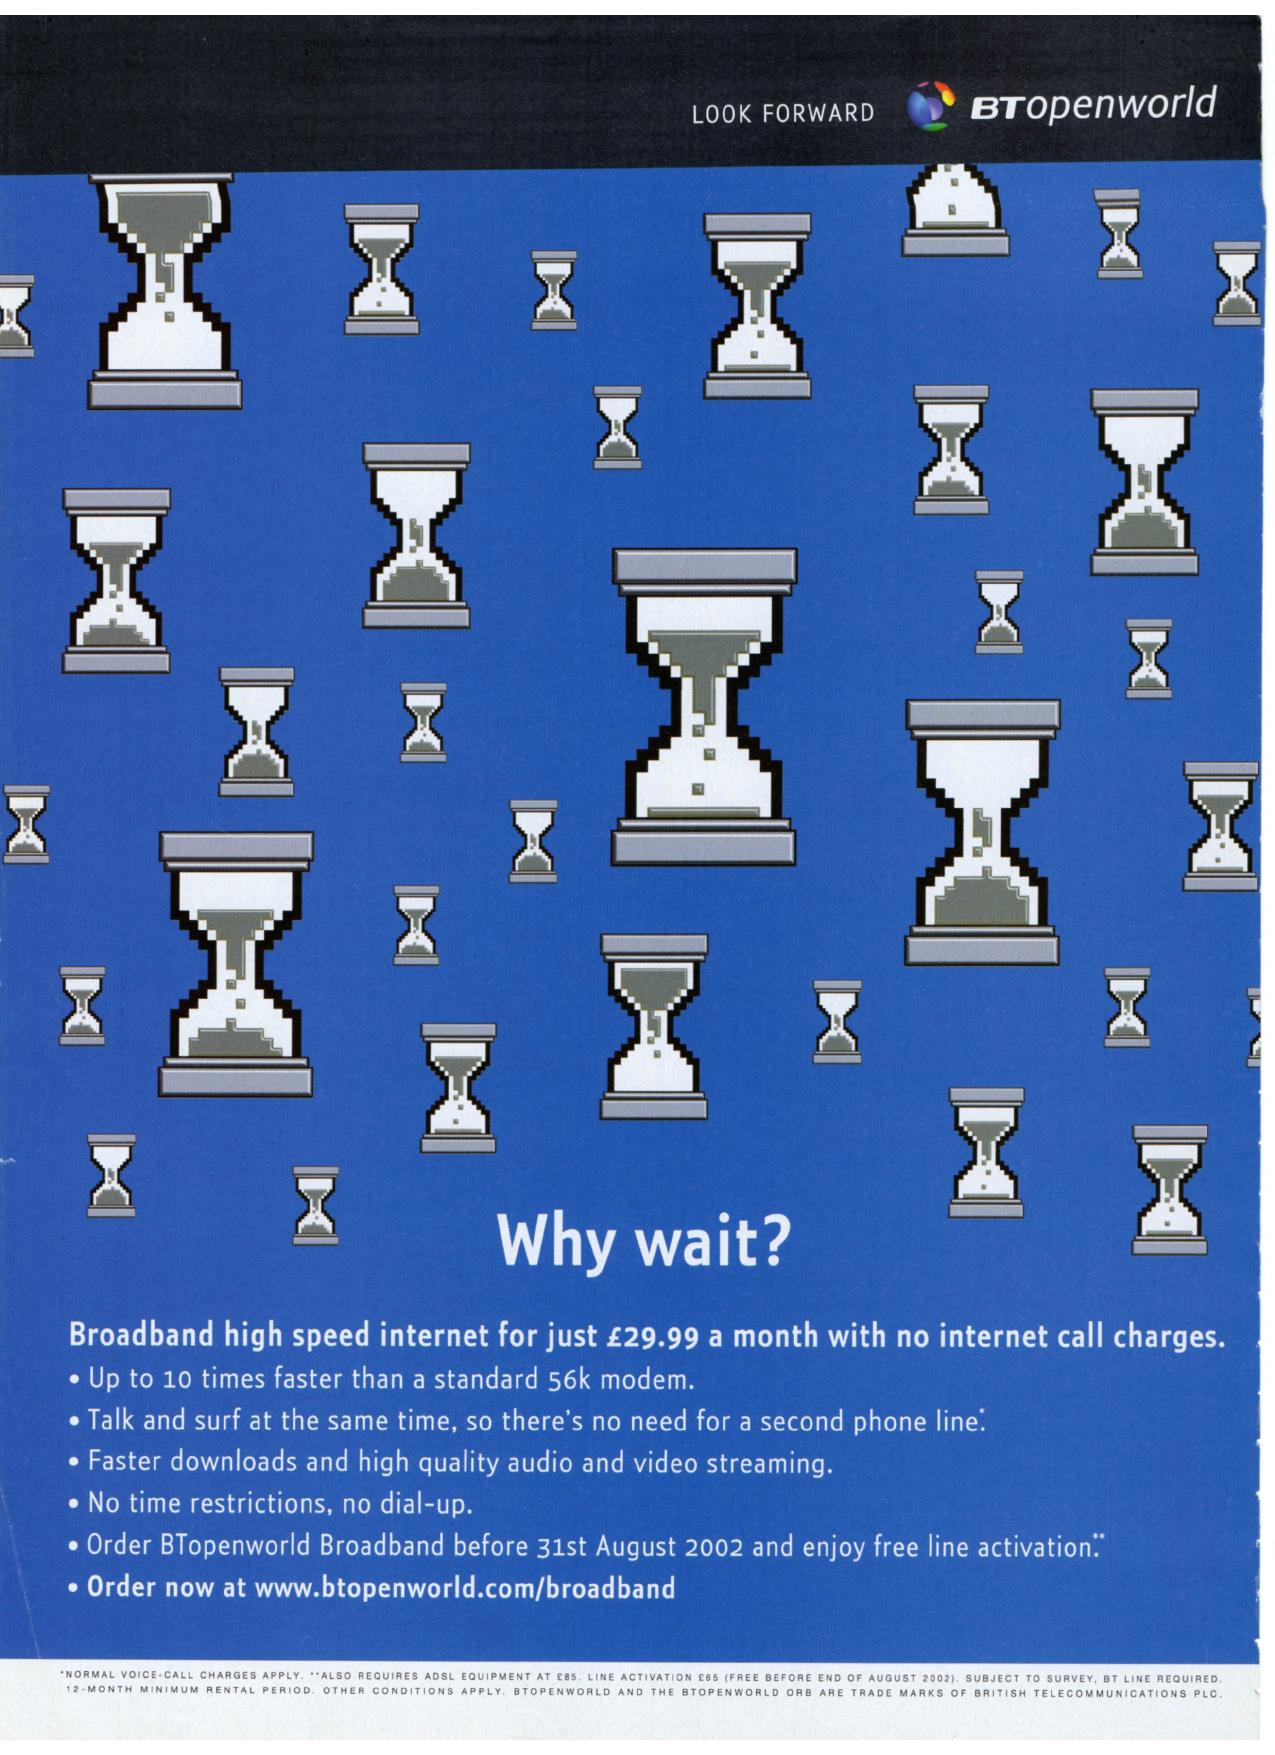 LOOK FORWARD BTopenworld
Why wait?
Broadband high speed internet for just £29.99 a month with no internet call charges.
• Up to 10 times faster than a standard 56k modem.
• Talk and surf at the same time, so there's no need for a second phone line.*
• Faster downloads and high quality audio and video streaming.
• No time restrictions, no dial-up.
• Order BTopenworld Broadband before 31st August 2002 and enjoy free line activation.**
• Order now at www.btopenworld.com/broadband
*NORMAL VOICE-CALL CHARGES APPLY. **ALSO REQUIRES ADSL EQUIPMENT AT £85. LINE ACTIVATION £65 (FREE BEFORE END OF AUGUST 2002). SUBJECT TO SURVEY, BT LINE REQUIRED.
12-MONTH MINIMUM RENTAL PERIOD. OTHER CONDITIONS APPLY. BTOPENWORLD AND THE BTOPENWORLD ORB ARE TRADE MARKS OF BRITISH TELECOMMUNICATIONS PLC.